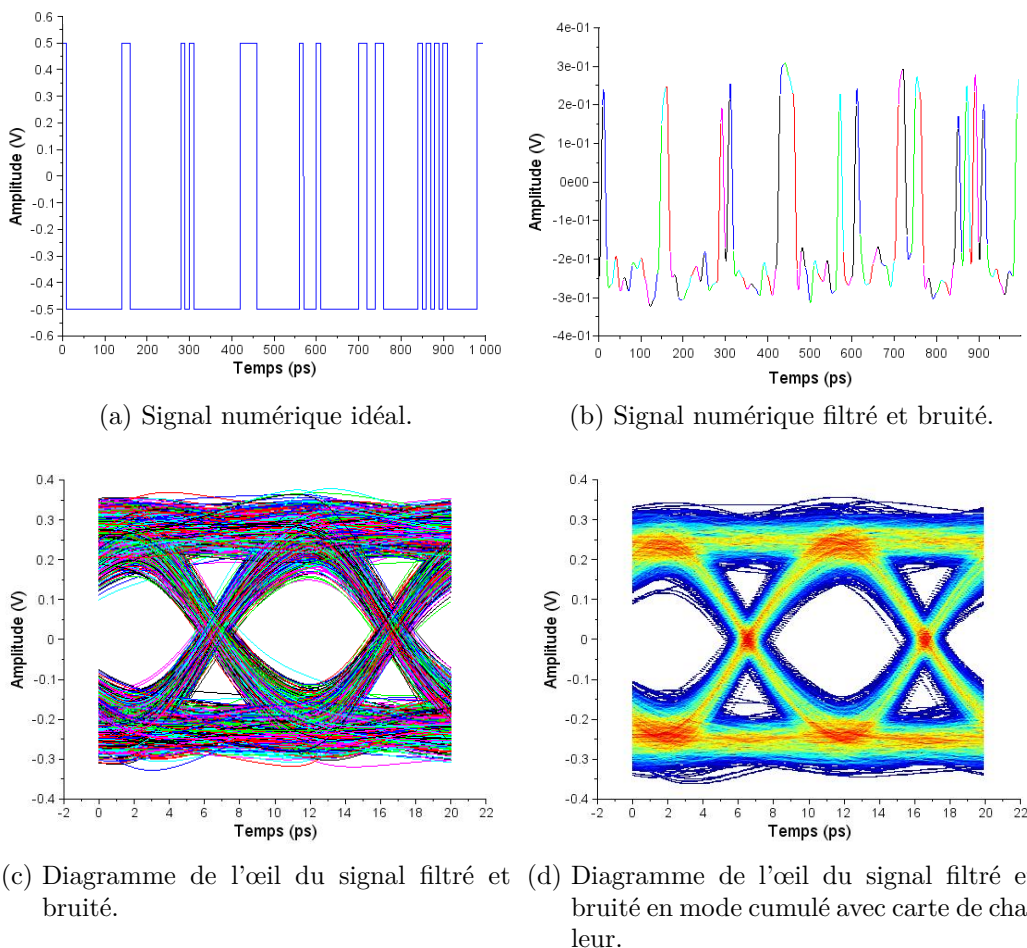 0.6
0.5
0.4
0.3
0.2
0.1
0
-0.1
-0.2
-0.3
-0.4
-0.5
-0.6
Amplitude (V)
0 100 200 300 400 500 600 700 800 900 1 000
Temps (ps)
(a) Signal numérique idéal.
4e-01
3e-01
2e-01
1e-01
0e00
-1e-01
-2e-01
-3e-01
-4e-01
Amplitude (V)
0 100 200 300 400 500 600 700 800 900
Temps (ps)
(b) Signal numérique filtré et bruité.
0.4
0.3
0.2
0.1
0
-0.1
-0.2
-0.3
-0.4
Amplitude (V)
-2 0 2 4 6 8 10 12 14 16 18 20 22
Temps (ps)
(c) Diagramme de l'œil du signal filtré et
bruité.
0.4
0.3
0.2
0.1
0
-0.1
-0.2
-0.3
-0.4
Amplitude (V)
-2 0 2 4 6 8 10 12 14 16 18 20 22
Temps (ps)
(d) Diagramme de l'œil du signal filtré e
bruité en mode cumulé avec carte de cha
leur.